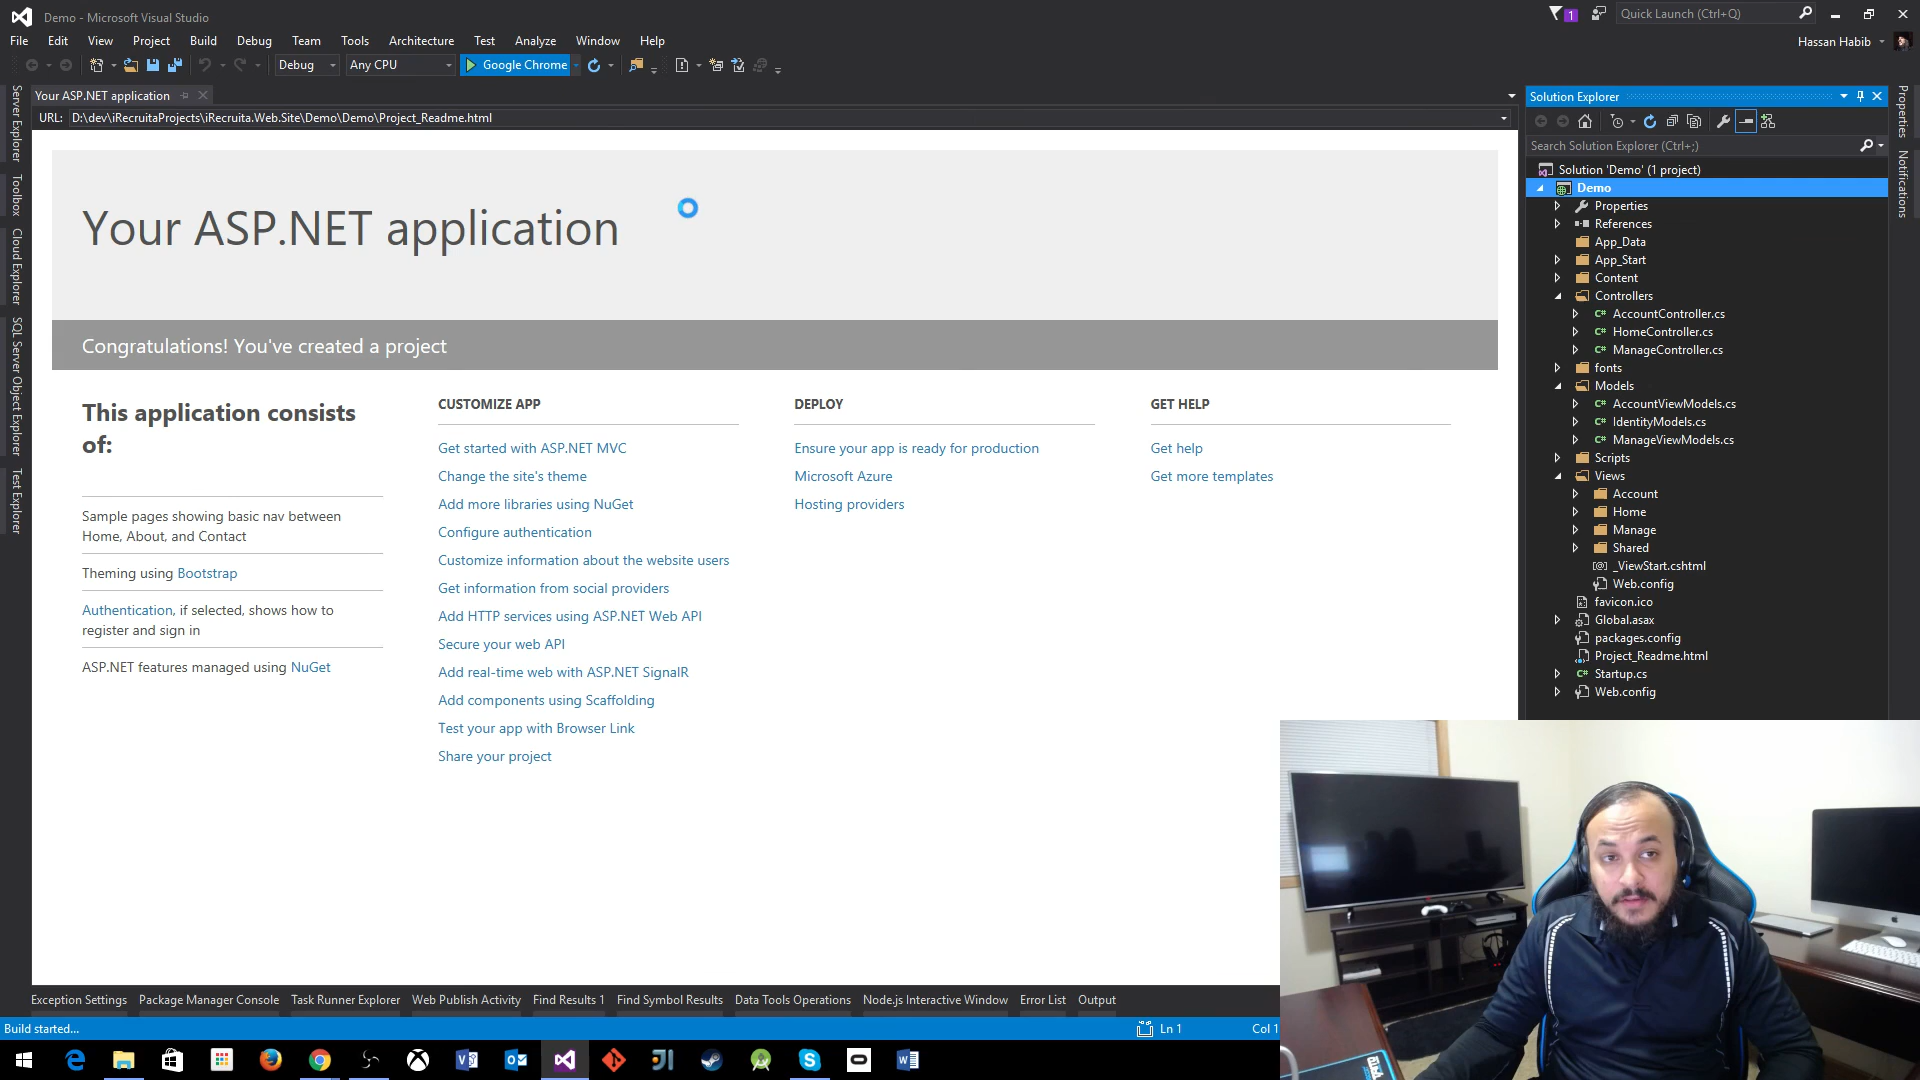 Demo - Microsoft Visual Studio
1
Quick Launch (Ctrl+Q)
File Edit View Project Build Debug Team Tools Architecture Test Analyze Window Help
Hassan Habib
Debug Any CPU Google Chrome
Your ASP.NET application
URL: D:\dev\iRecruitaProjects\iRecruita.Web.Site\Demo\Demo\Project_Readme.html
Server Explorer
Toolbox
Cloud Explorer
SQL Server Object Explorer
Test Explorer
Your ASP.NET application
Congratulations! You've created a project
This application consists
of:
Sample pages showing basic nav between
Home, About, and Contact
Theming using Bootstrap
Authentication, if selected, shows how to
register and sign in
ASP.NET features managed using NuGet
CUSTOMIZE APP
Get started with ASP.NET MVC
Change the site's theme
Add more libraries using NuGet
Configure authentication
Customize information about the website users
Get information from social providers
Add HTTP services using ASP.NET Web API
Secure your web API
Add real-time web with ASP.NET SignalR
Add components using Scaffolding
Test your app with Browser Link
Share your project
DEPLOY
Ensure your app is ready for production
Microsoft Azure
Hosting providers
GET HELP
Get help
Get more templates
Solution Explorer
Search Solution Explorer (Ctrl+;)
Solution 'Demo' (1 project)
Demo
Properties
References
App_Data
App_Start
Content
Controllers
AccountController.cs
HomeController.cs
ManageController.cs
fonts
Models
AccountViewModels.cs
IdentityModels.cs
ManageViewModels.cs
Scripts
Views
Account
Home
Manage
Shared
_ViewStart.cshtml
Web.config
favicon.ico
Global.asax
packages.config
Project_Readme.html
Startup.cs
Web.config
Properties
Notifications
Exception Settings Package Manager Console Task Runner Explorer Web Publish Activity Find Results 1 Find Symbol Results Data Tools Operations Node.js Interactive Window Error List Output
Build started... Ln 1 Col 1